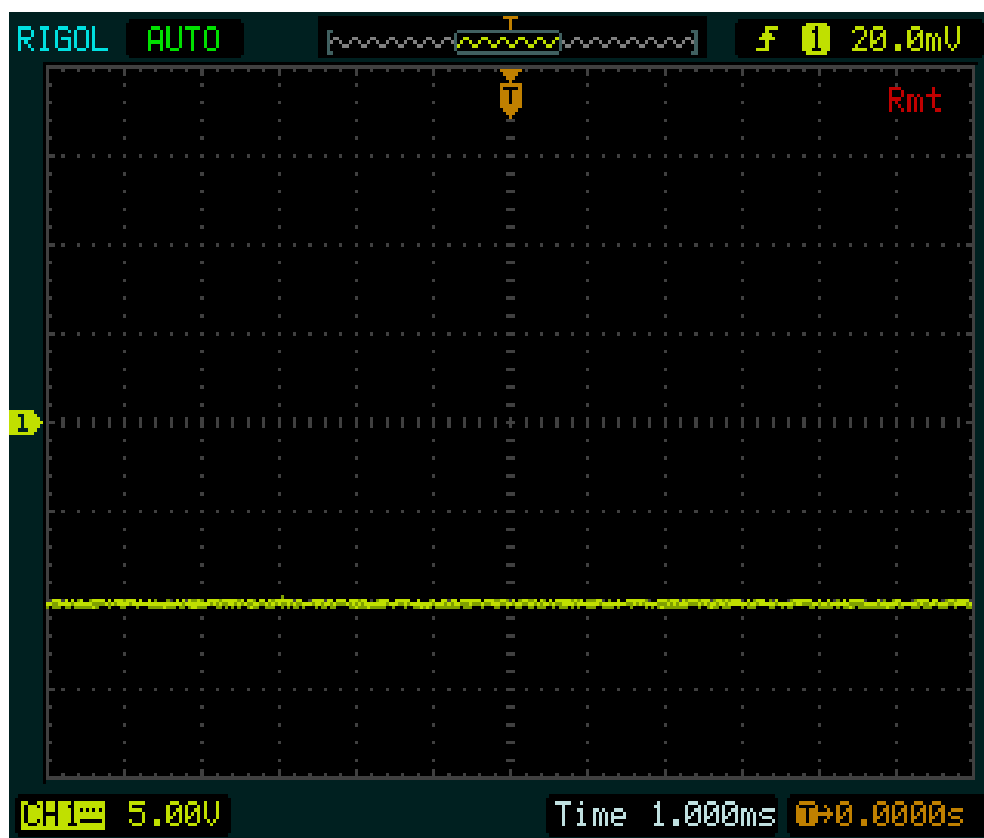 RIGOL AUTO T 1 20.0mV
T
Rmt
1
CH1 5.00V Time 1.000ms T→0.0000s